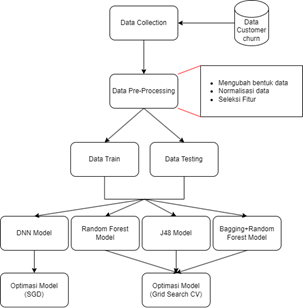 Data Collection
Data
Customer
churn
Data Pre-Processing
Mengubah bentuk data
Normalisasi data
Seleksi Fitur
Data Train
Data Testing
DNN Model
Random Forest
Model
J48 Model
Bagging+Random
Forest Model
Optimasi Model
(SGD)
Optimasi Model
(Grid Search CV)